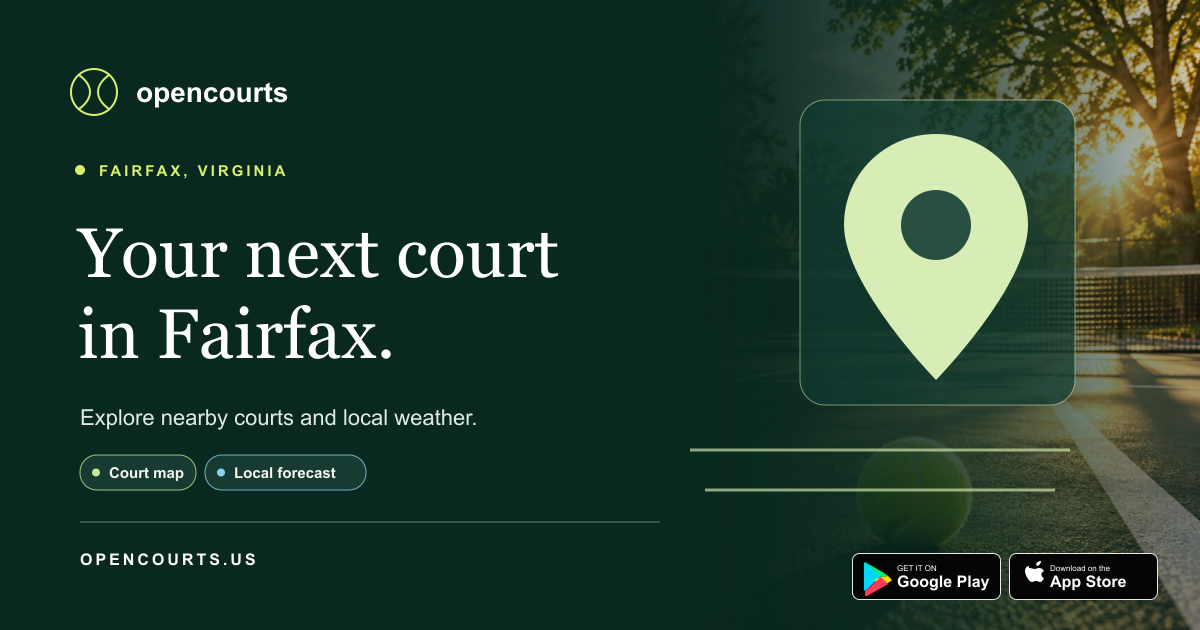 opencourts
FAIRFAX, VIRGINIA
Your next court
in Fairfax.
Explore nearby courts and local weather.
Court map
Local forecast
OPENCOURTS.US
GET IT ON
Google Play
Download on the
App Store